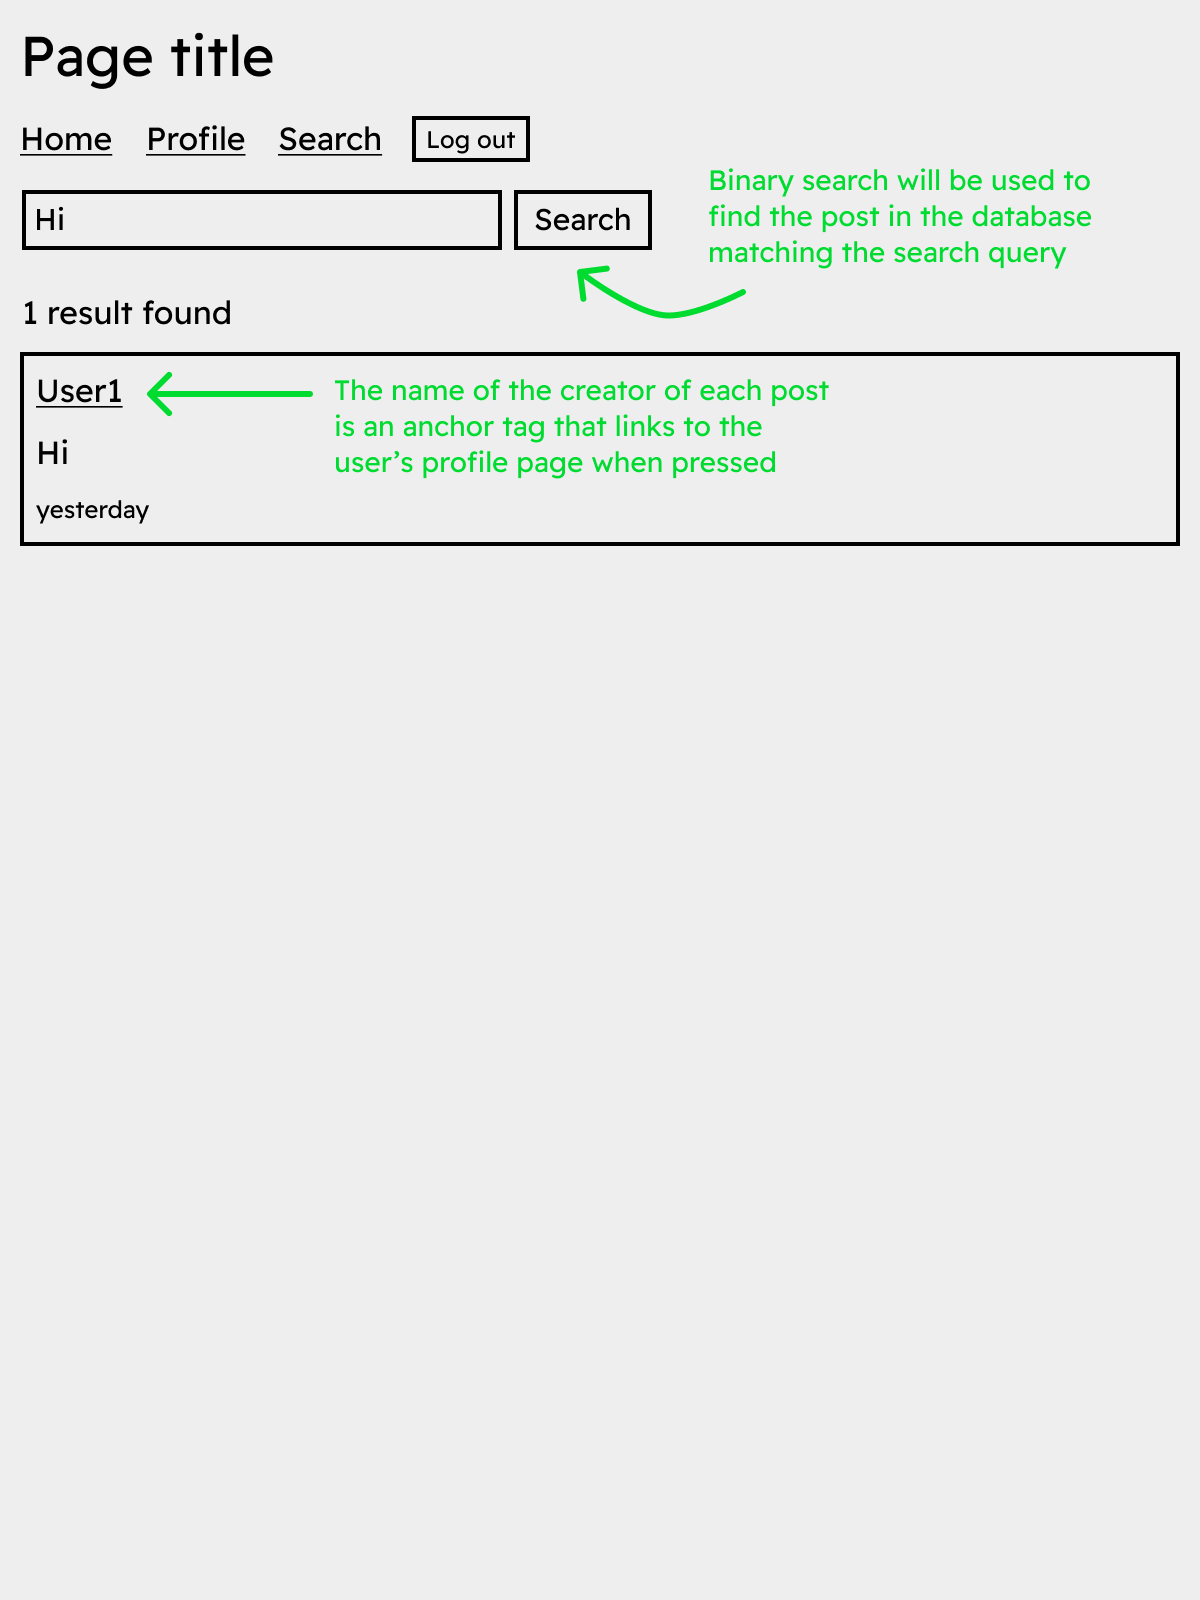 Page title
Home Profile Search Log out
Hi Search
Binary search will be used to
find the post in the database
matching the search query
1 result found
User1
The name of the creator of each post
is an anchor tag that links to the
user’s profile page when pressed
Hi
yesterday